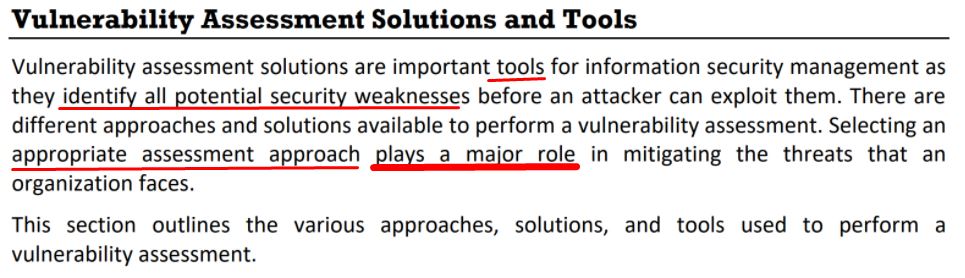 Vulnerability Assessment Solutions and Tools
Vulnerability assessment solutions are important tools for information security management as
they identify all potential security weaknesses before an attacker can exploit them. There are
different approaches and solutions available to perform a vulnerability assessment. Selecting an
appropriate assessment approach plays a major role in mitigating the threats that an
organization faces.
This section outlines the various approaches, solutions, and tools used to perform a
vulnerability assessment.